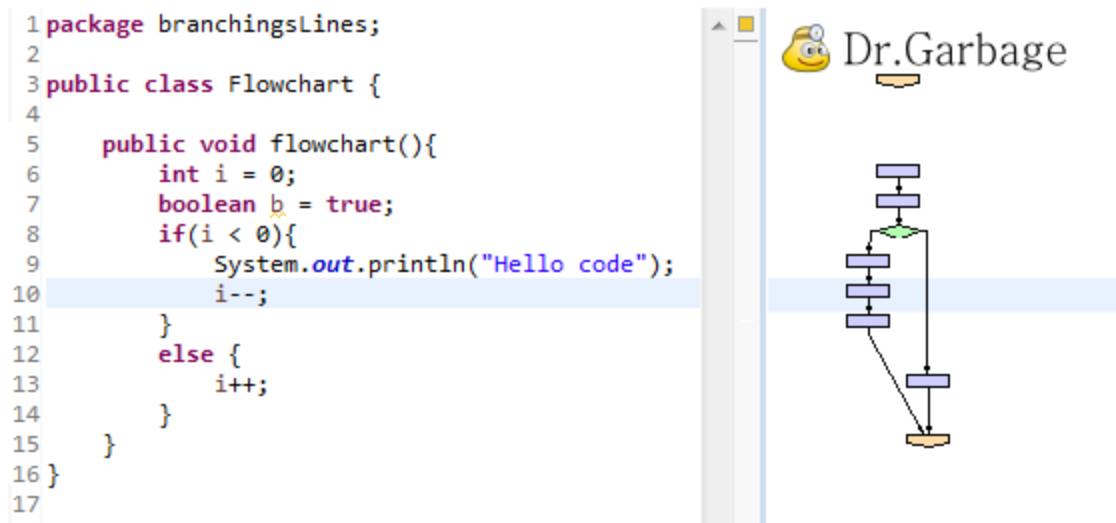 1 package branchingsLines;
2
3 public class Flowchart {
4
5     public void flowchart(){
6         int i = 0;
7         boolean b = true;
8         if(i < 0){
9             System.out.println("Hello code");
10             i--;
11         }
12         else {
13             i++;
14         }
15     }
16 }
17
Dr.Garbage